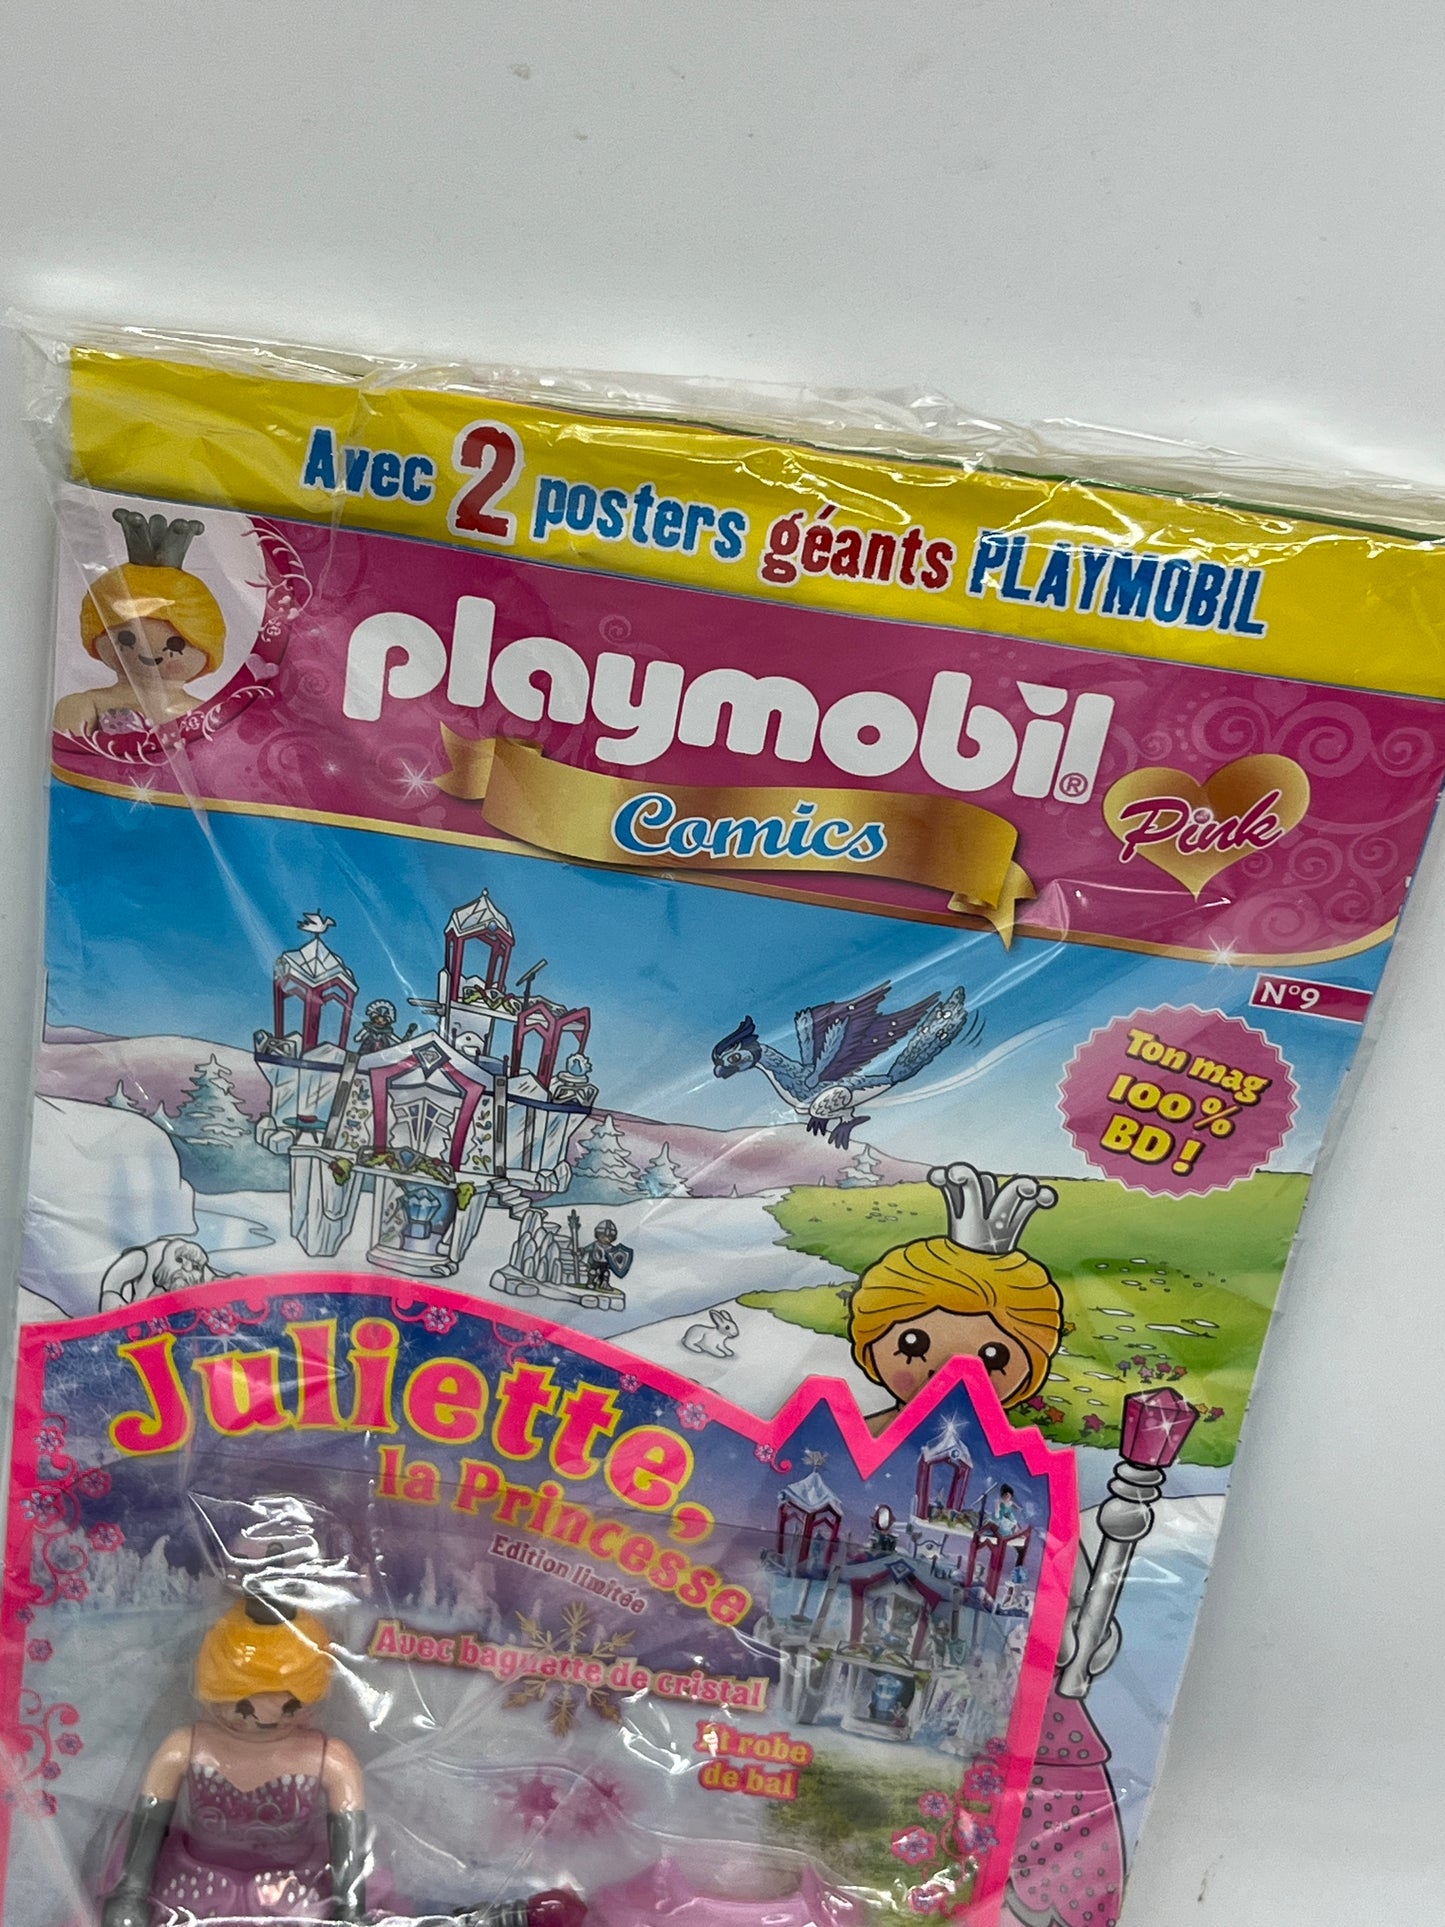 Avec 2 posters géants PLAYMOBIL
playmobil®
Comics
Pink
N°9
Ton mag
100%
BD !
Juliette,
la Princesse
Edition limitée
Avec baguette de cristal
Et robe
de bal